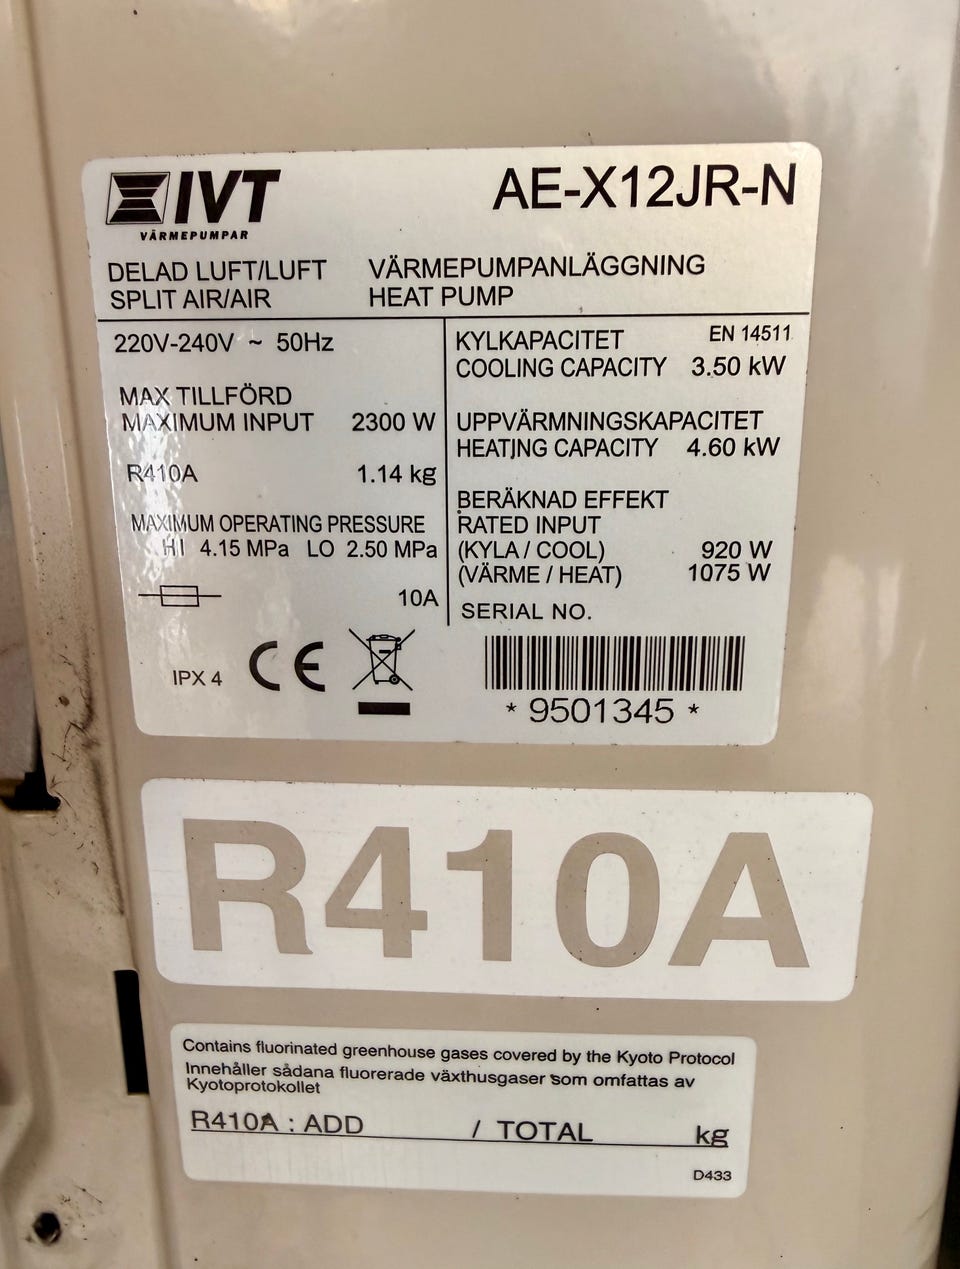 IVT
VÄRMEPUMPAR
AE-X12JR-N
DELAD LUFT/LUFT VÄRMEPUMPANLÄGGNING
SPLIT AIR/AIR HEAT PUMP
220V-240V ~ 50Hz
MAX TILLFÖRD
MAXIMUM INPUT 2300 W
R410A 1.14 kg
MAXIMUM OPERATING PRESSURE
HI 4.15 MPa LO 2.50 MPa
10A
IPX 4
CE
KYLKAPACITET EN 14511
COOLING CAPACITY 3.50 kW
UPPVÄRMNINGSKAPACITET
HEATING CAPACITY 4.60 kW
BERÄKNAD EFFEKT
RATED INPUT
(KYLA / COOL) 920 W
(VÄRME / HEAT) 1075 W
SERIAL NO.
* 9501345 *
R410A
Contains fluorinated greenhouse gases covered by the Kyoto Protocol
Innehåller sådana fluorerade växthusgaser som omfattas av
Kyotoprotokollet
R410A : ADD / TOTAL kg
D433